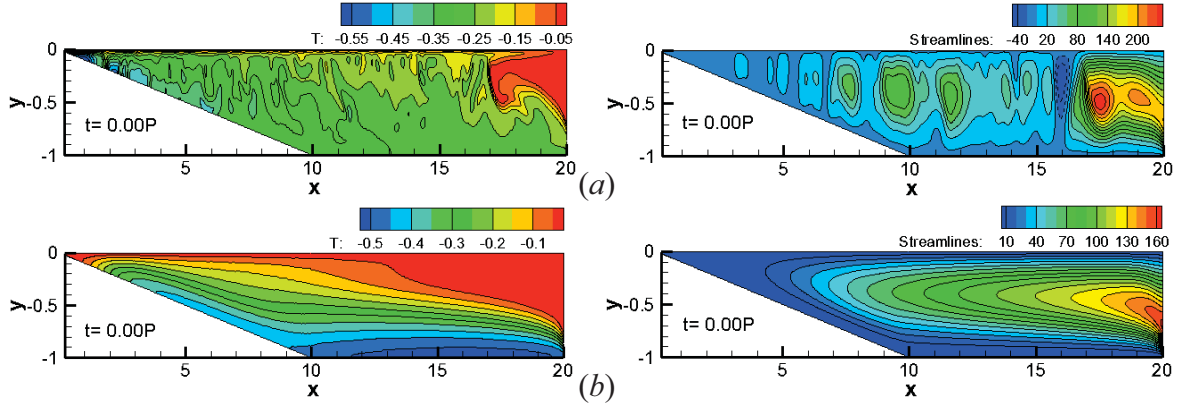 (a)
-0.55 -0.45 -0.35 -0.25 -0.15 -0.05
T:
0
y
-0.5
-1
t= 0.00P
5 10 15 20
x
-40 20 80 140 200
Streamlines:
0
y
-0.5
-1
t= 0.00P
5 10 15 20
x
(a)
-0.5 -0.4 -0.3 -0.2 -0.1
T:
0
y
-0.5
-1
t= 0.00P
5 10 15 20
x
10 40 70 100 130 160
Streamlines:
0
y
-0.5
-1
t= 0.00P
5 10 15 20
x
(b)